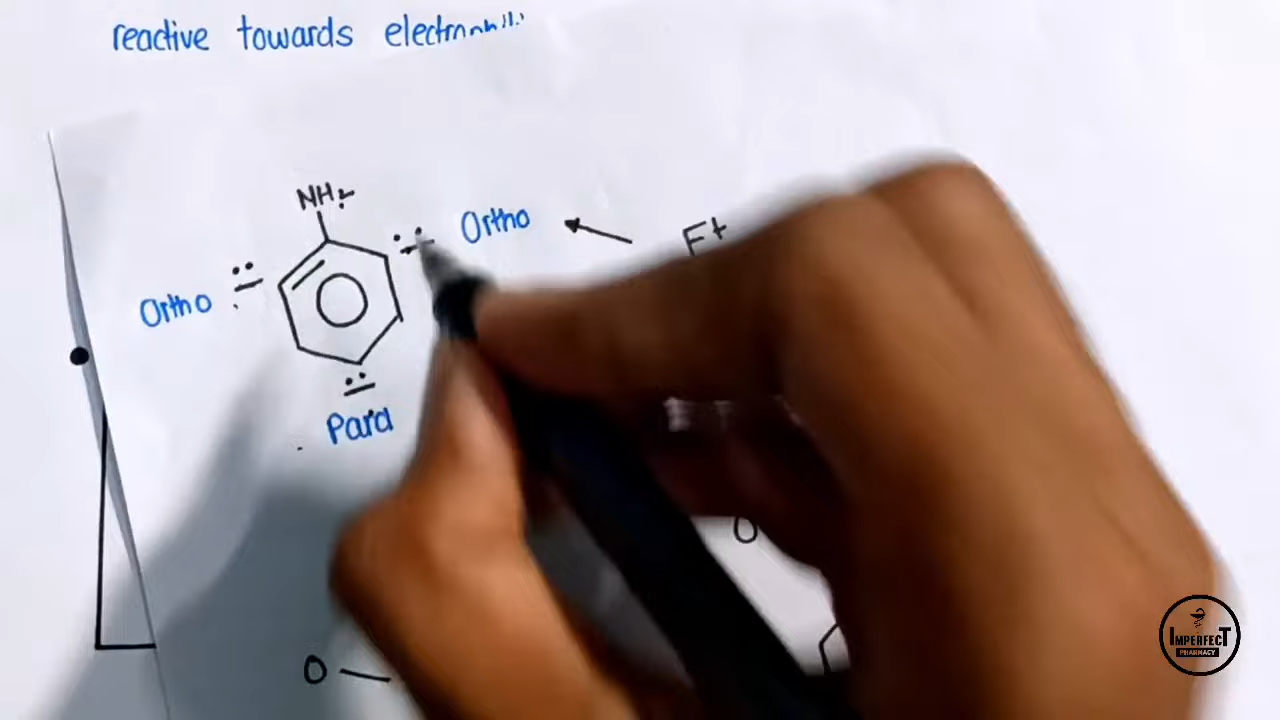 reactive towards
NH2
Ortho
E+
Ortho
Para
O
O
IMPERFECT
PHARMACY